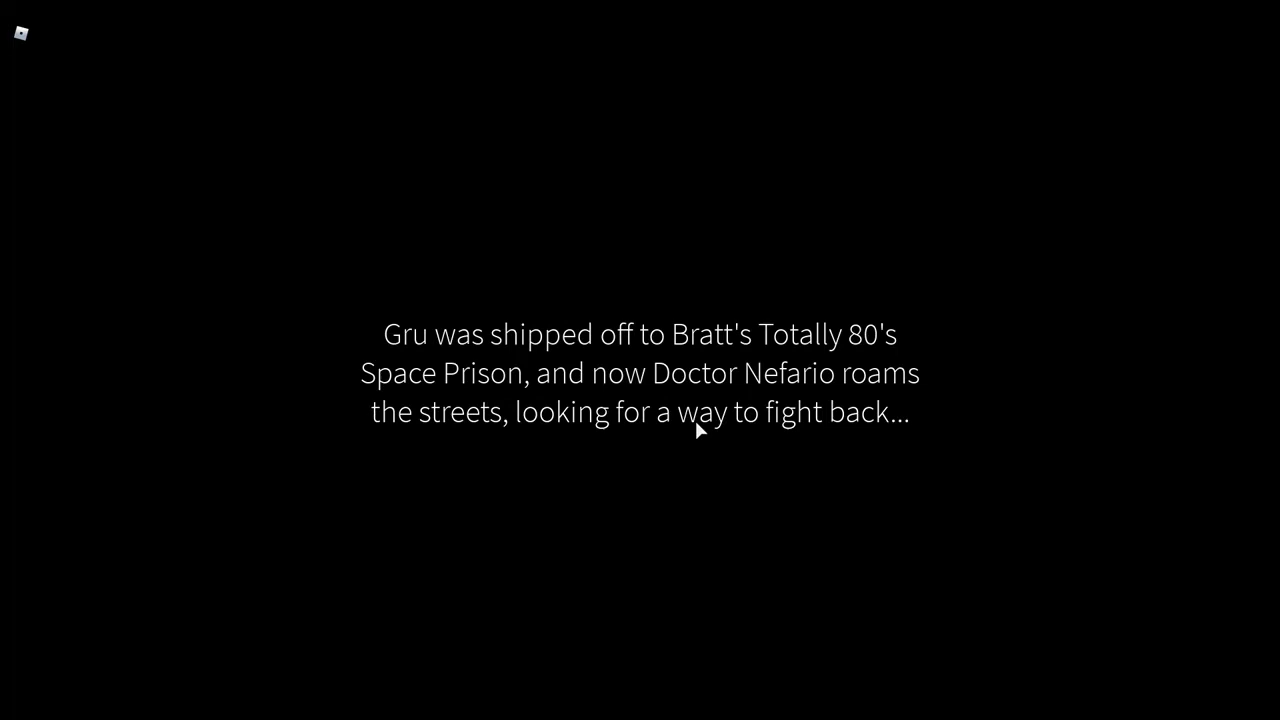 Gru was shipped off to Bratt's Totally 80's
Space Prison, and now Doctor Nefario roams
the streets, looking for a way to fight back...